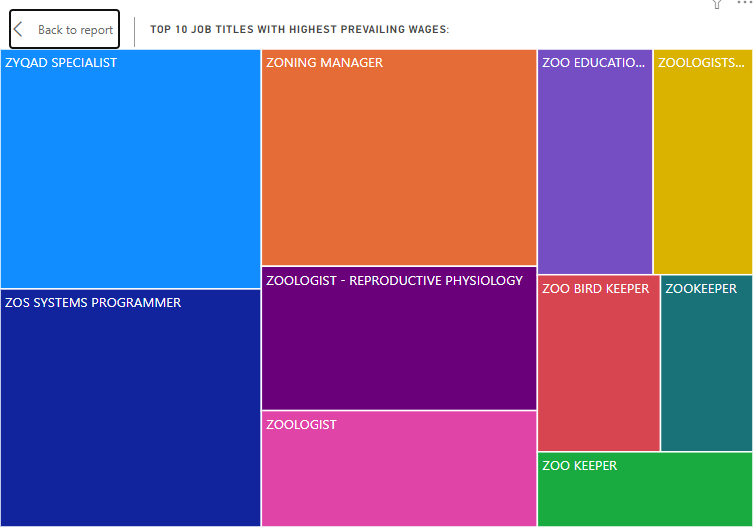 Back to report
TOP 10 JOB TITLES WITH HIGHEST PREVAILING WAGES:
ZYQAD SPECIALIST
ZONING MANAGER
ZOO EDUCATIO...
ZOOLOGISTS...
ZOOLOGIST - REPRODUCTIVE PHYSIOLOGY
ZOO BIRD KEEPER
ZOOKEEPER
ZOS SYSTEMS PROGRAMMER
ZOOLOGIST
ZOO KEEPER